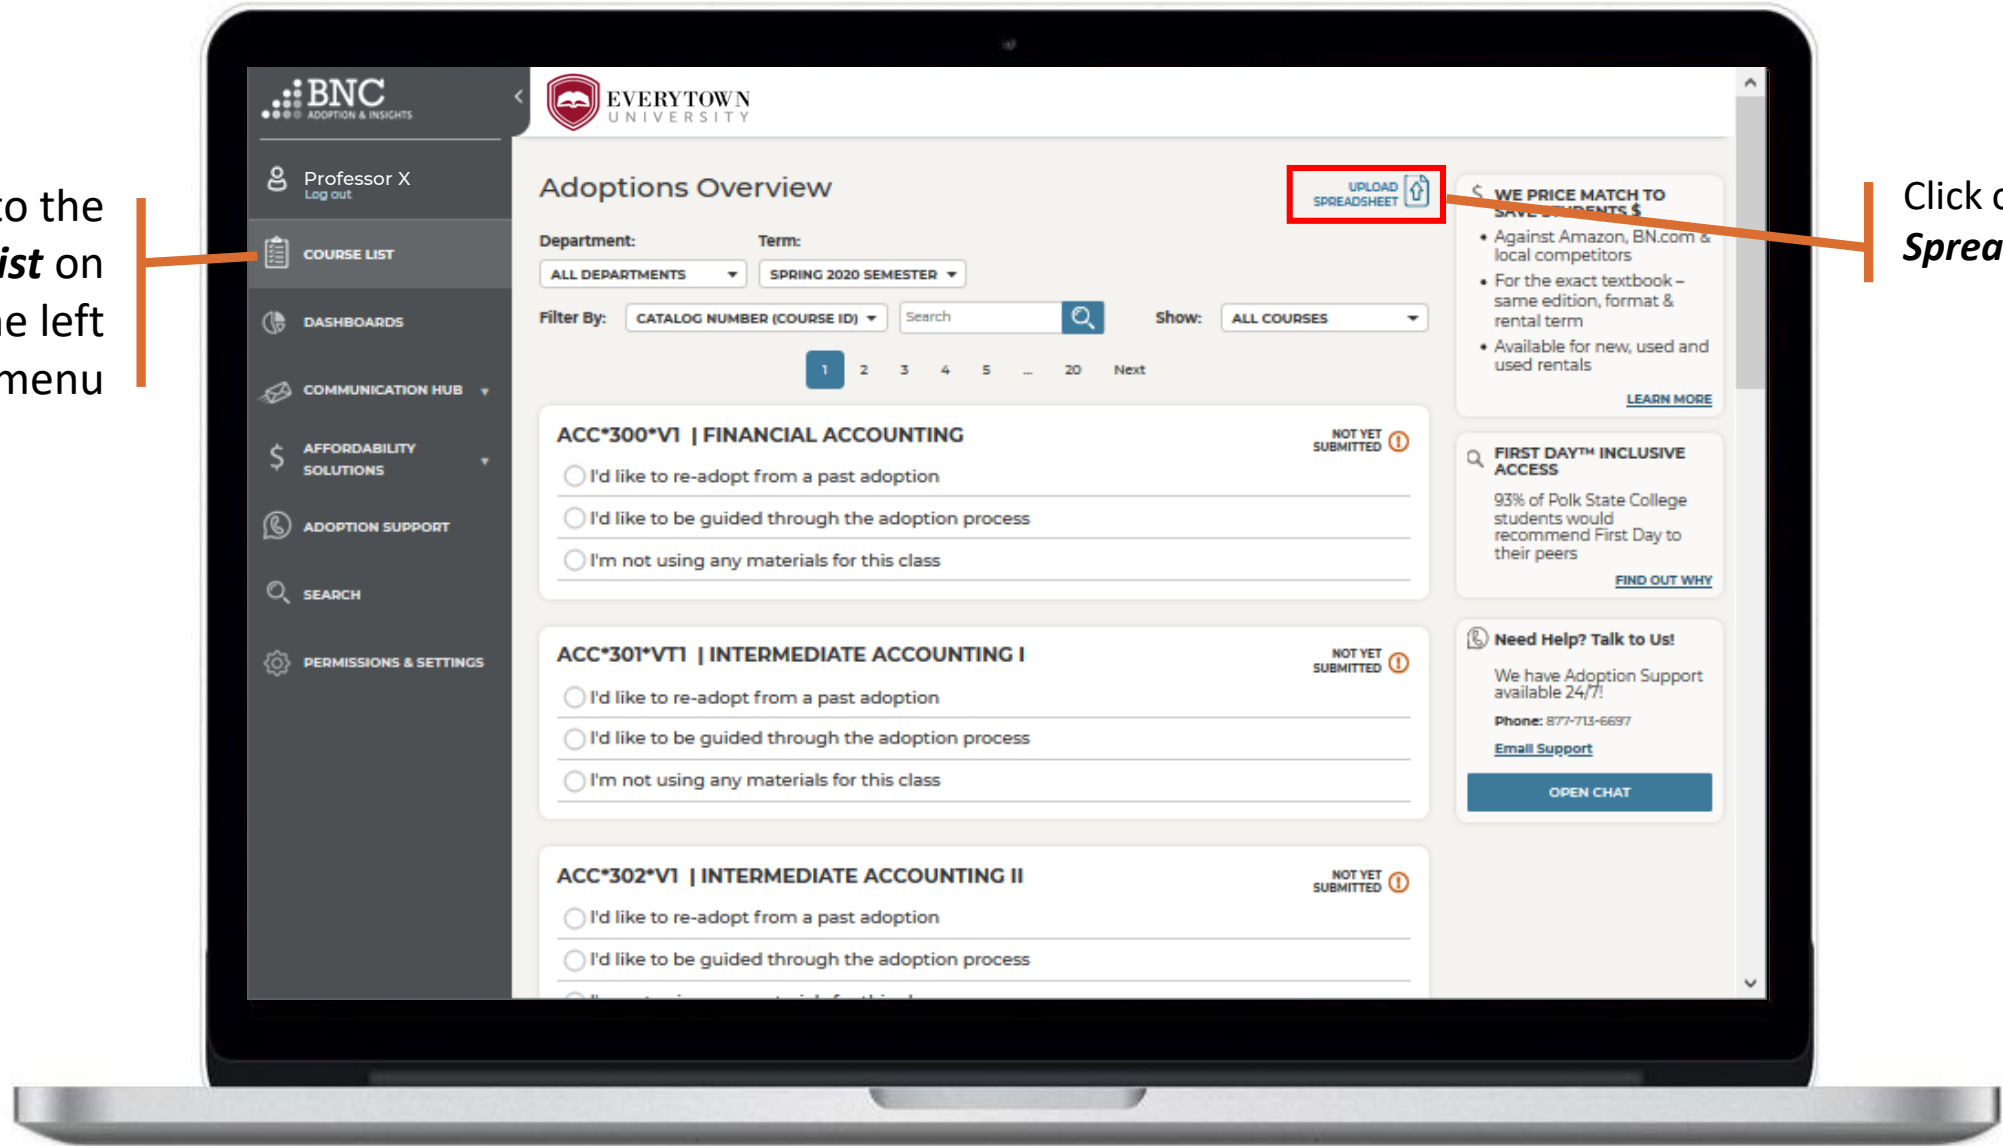 to the
ist on
e left
menu
BNC
ADOPTION & INSIGHTS
Professor X
Log out
COURSE LIST
DASHBOARDS
COMMUNICATION HUB
AFFORDABILITY
SOLUTIONS
ADOPTION SUPPORT
SEARCH
PERMISSIONS & SETTINGS
EVERYTOWN
UNIVERSITY
Adoptions Overview
UPLOAD
SPREADSHEET
Department: Term:
ALL DEPARTMENTS SPRING 2020 SEMESTER
Filter By: CATALOG NUMBER (COURSE ID) Search Show: ALL COURSES
1 2 3 4 5 ... 20 Next
ACC*300*V1 | FINANCIAL ACCOUNTING
NOT YET
SUBMITTED
I'd like to re-adopt from a past adoption
I'd like to be guided through the adoption process
I'm not using any materials for this class
ACC*301*VT1 | INTERMEDIATE ACCOUNTING I
NOT YET
SUBMITTED
I'd like to re-adopt from a past adoption
I'd like to be guided through the adoption process
I'm not using any materials for this class
ACC*302*V1 | INTERMEDIATE ACCOUNTING II
NOT YET
SUBMITTED
I'd like to re-adopt from a past adoption
I'd like to be guided through the adoption process
$ WE PRICE MATCH TO
SAVE STUDENTS $
• Against Amazon, BN.com &
local competitors
• For the exact textbook –
same edition, format &
rental term
• Available for new, used and
used rentals
LEARN MORE
FIRST DAY™ INCLUSIVE
ACCESS
93% of Polk State College
students would
recommend First Day to
their peers
FIND OUT WHY
Need Help? Talk to Us!
We have Adoption Support
available 24/7!
Phone: 877-713-6697
Email Support
OPEN CHAT
Click
Sprea